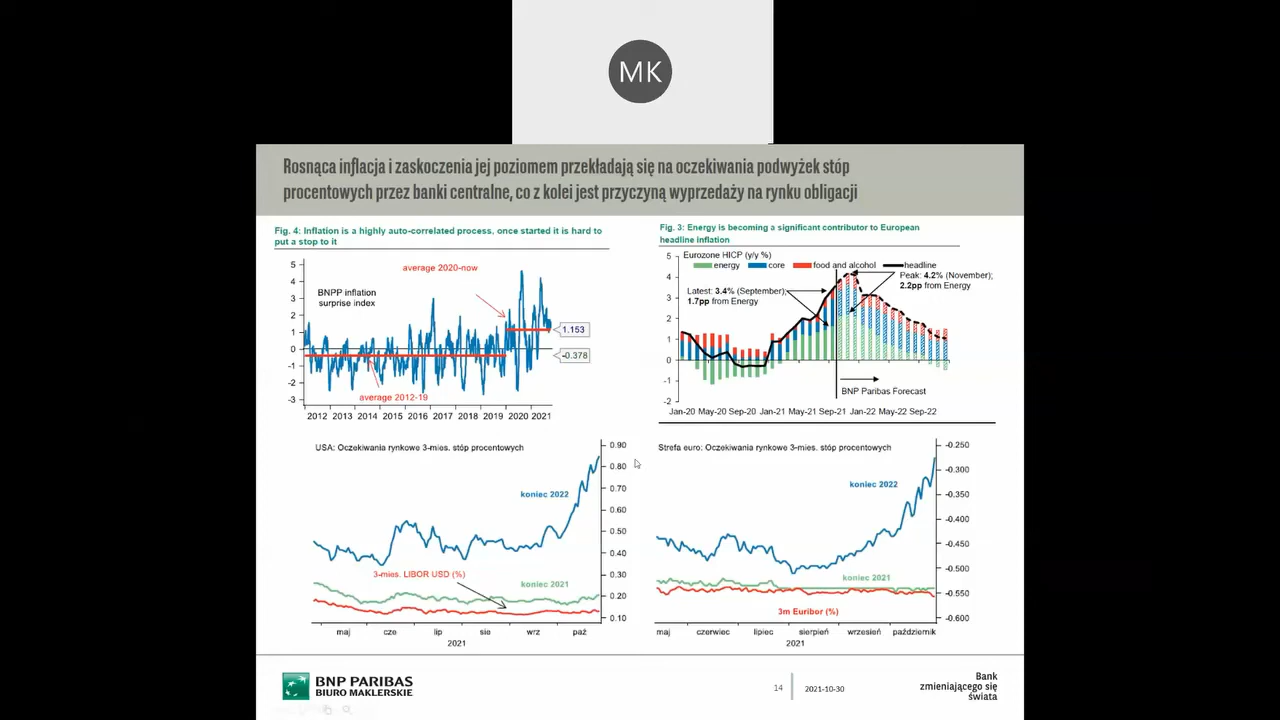 MK
Rosnąca inflacja i zaskoczenia jej poziomem przekładają się na oczekiwania podwyżek stóp
procentowych przez banki centralne, co z kolei jest przyczyną wyprzedaży na rynku obligacji
Fig. 4: Inflation is a highly auto-correlated process, once started it is hard to
put a stop to it
5
4
3
2
1
0
-1
-2
-3
BNPP inflation
surprise index
average 2020-now
1.153
-0.378
average 2012-19
2012 2013 2014 2015 2016 2017 2018 2019 2020 2021
Fig. 3: Energy is becoming a significant contributor to European
headline inflation
Eurozone HICP (y/y %)
energy core food and alcohol headline
5
4
3
2
1
0
-1
-2
Latest: 3.4% (September);
1.7pp from Energy
Peak: 4.2% (November);
2.2pp from Energy
BNP Paribas Forecast
Jan-20 May-20 Sep-20 Jan-21 May-21 Sep-21 Jan-22 May-22 Sep-22
USA: Oczekiwania rynkowe 3-mies. stóp procentowych
0.90
0.80
0.70
0.60
0.50
0.40
0.30
0.20
0.10
koniec 2022
3-mies. LIBOR USD (%)
koniec 2021
maj cze lip sie wrz paź
2021
Strefa euro: Oczekiwania rynkowe 3-mies. stóp procentowych
-0.250
-0.300
-0.350
-0.400
-0.450
-0.500
-0.550
-0.600
koniec 2022
koniec 2021
3m Euribor (%)
maj czerwiec lipiec sierpień wrzesień październik
2021
BNP PARIBAS
BIURO MAKLERSKIE
14
2021-10-30
Bank
zmieniającego się
świata